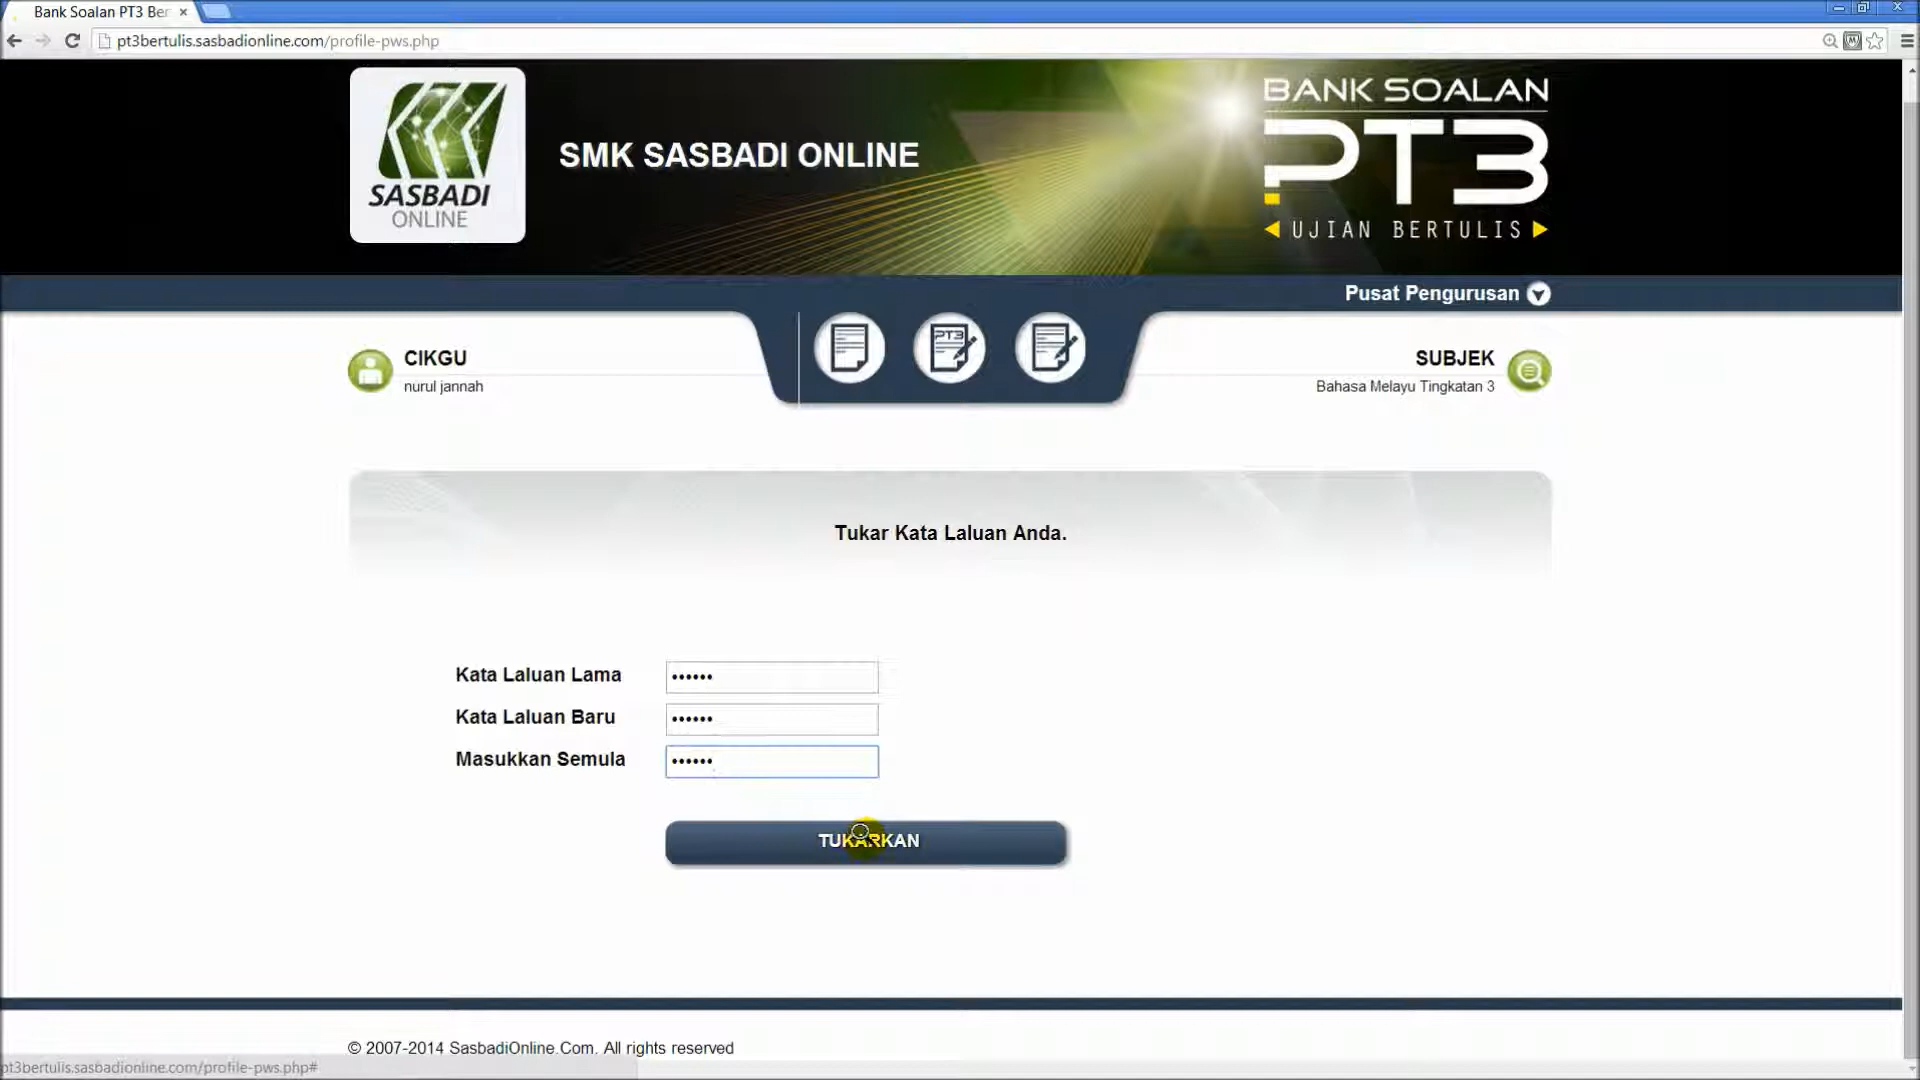 Bank Soalan PT3 Ber
pt3bertulis.sasbadionline.com/profile-pws.php
SASBADI
ONLINE
SMK SASBADI ONLINE
BANK SOALAN
PT3
UJIAN BERTULIS
Pusat Pengurusan
CIKGU
nurul jannah
PT3
SUBJEK
Bahasa Melayu Tingkatan 3
Tukar Kata Laluan Anda.
Kata Laluan Lama
••••••
Kata Laluan Baru
••••••
Masukkan Semula
••••••
TUKARKAN
© 2007-2014 SasbadiOnline.Com. All rights reserved
pt3bertulis.sasbadionline.com/profile-pws.php#